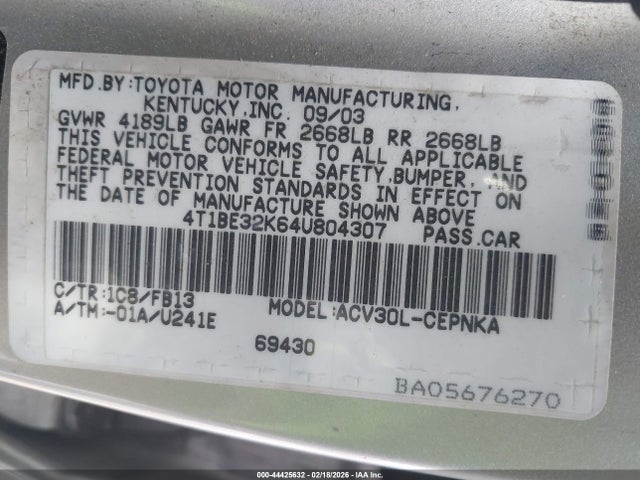 MFD.BY:TOYOTA MOTOR MANUFACTURING,
KENTUCKY,INC. 09/03
GVWR 4189LB GAWR FR 2668LB RR 2668LB
THIS VEHICLE CONFORMS TO ALL APPLICABLE
FEDERAL MOTOR VEHICLE SAFETY,BUMPER, AND
THEFT PREVENTION STANDARDS IN EFFECT ON
THE DATE OF MANUFACTURE SHOWN ABOVE
4T1BE32K64U804307 PASS.CAR
C/TR:1C8/FB13 MODEL:ACV30L-CEPNKA
A/TM:-01A/U241E
69430
BA05676270
000-44425632 - 02/18/2026 - IAAI.COM